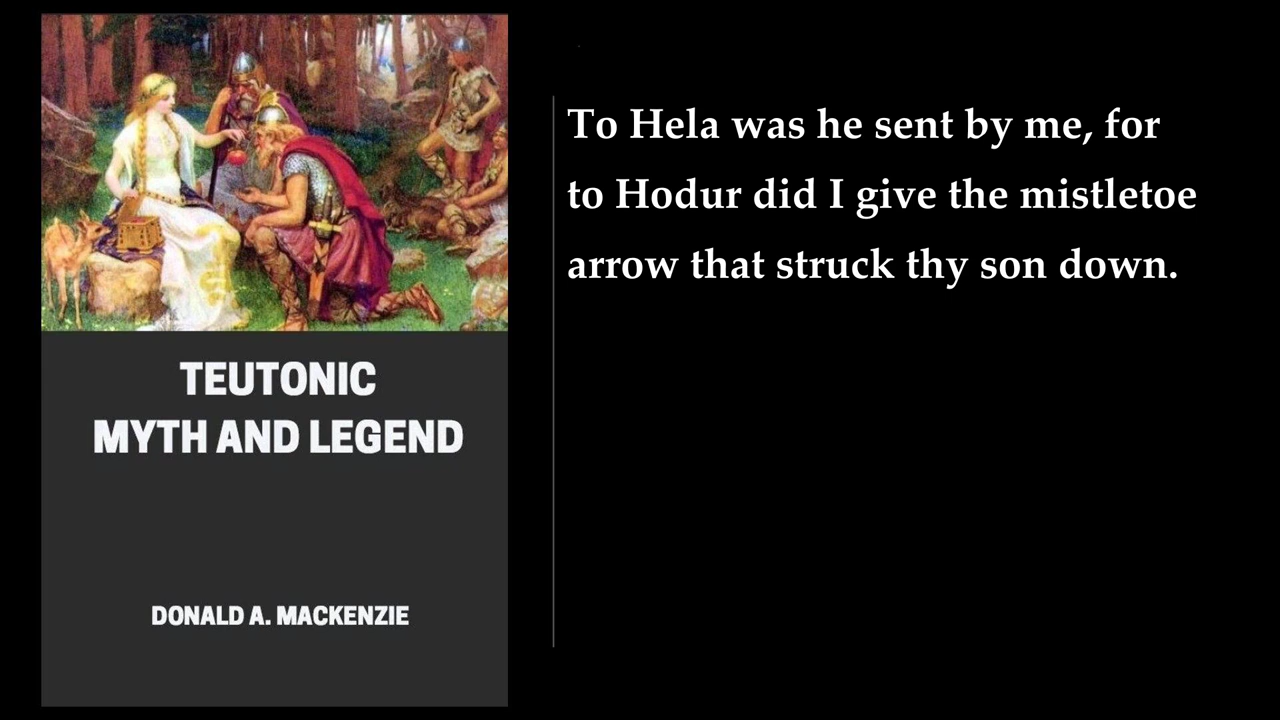 TEUTONIC
MYTH AND LEGEND
DONALD A. MACKENZIE
To Hela was he sent by me, for
to Hodur did I give the mistletoe
arrow that struck thy son down.